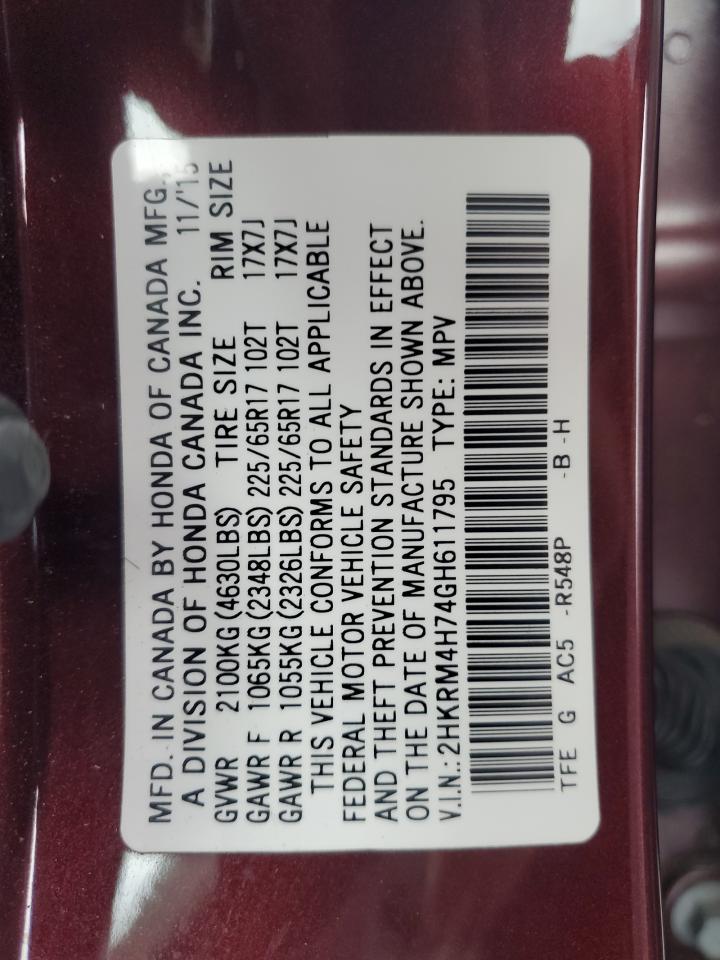 MFD. IN CANADA BY HONDA OF CANADA MFG.,
A DIVISION OF HONDA CANADA INC. 11/'15
GVWR 2100KG (4630LBS) TIRE SIZE RIM SIZE
GAWR F 1065KG (2348LBS) 225/65R17 102T 17X7J
GAWR R 1055KG (2326LBS) 225/65R17 102T 17X7J
THIS VEHICLE CONFORMS TO ALL APPLICABLE
FEDERAL MOTOR VEHICLE SAFETY
AND THEFT PREVENTION STANDARDS IN EFFECT
ON THE DATE OF MANUFACTURE SHOWN ABOVE.
V.I.N.: 2HKRM4H74GH611795 TYPE: MPV
TFE G AC5 -R548P -B -H